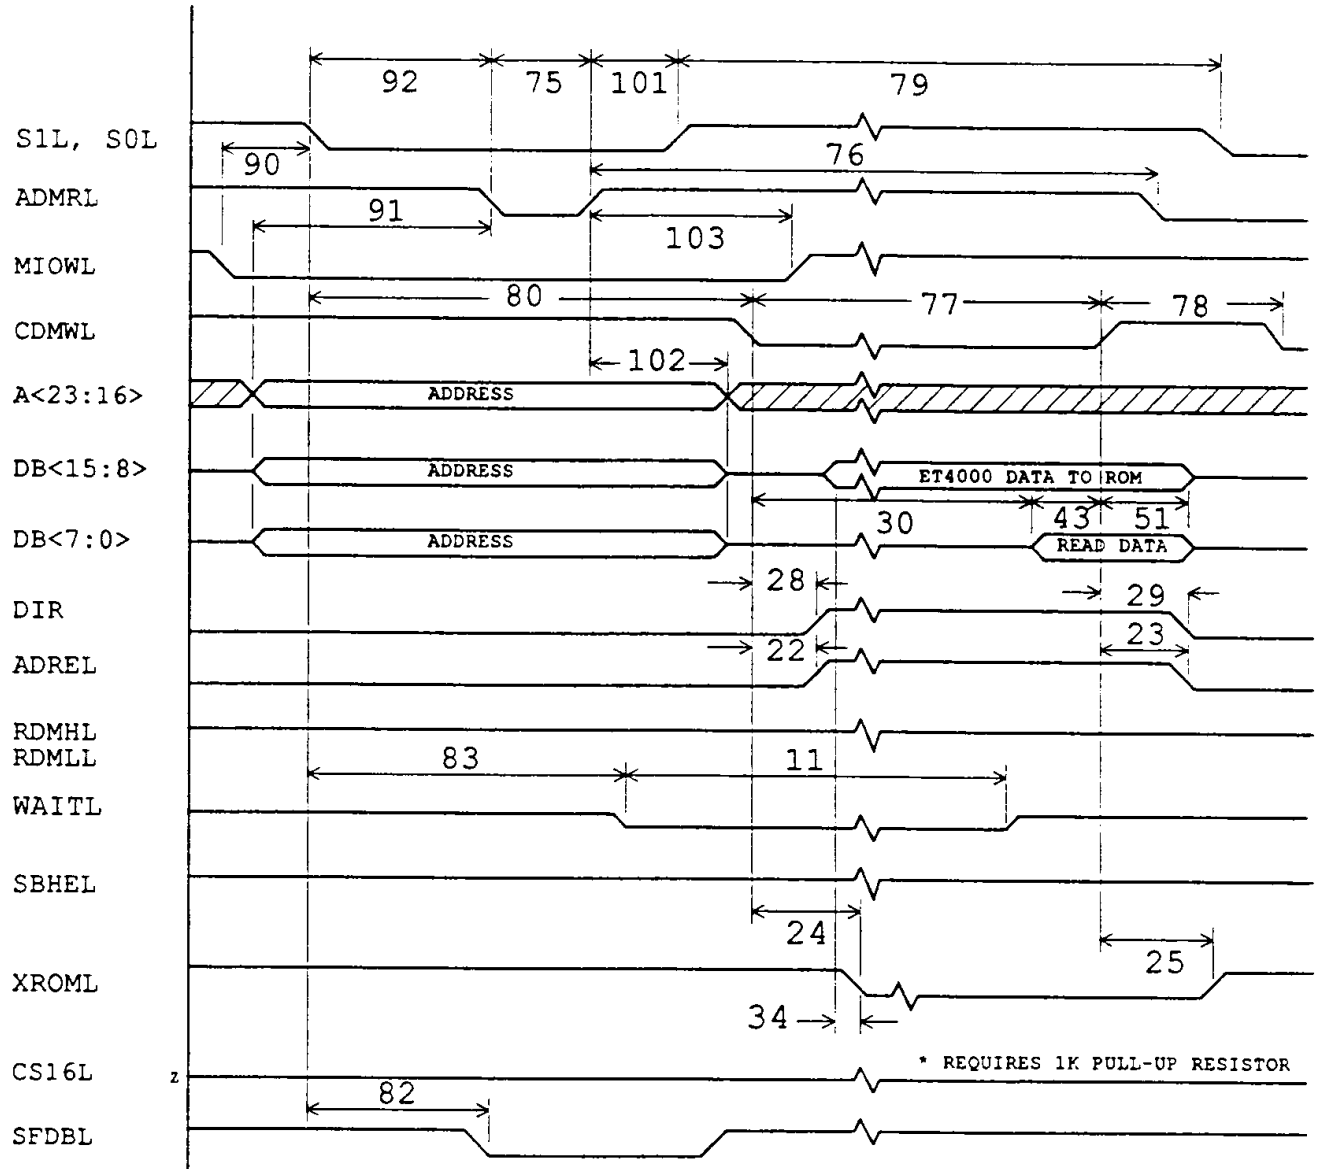 92 75 101 79
S1L, S0L
90 76
ADMRL
91 103
MIOWL
80 77 78
CDMWL
102
A<23:16> ADDRESS
DB<15:8> ADDRESS ET4000 DATA TO ROM
30 43 51
DB<7:0> ADDRESS READ DATA
28 29
DIR
22 23
ADREL
RDMHL
RDMLL
83 11
WAITL
SBHEL
24 25
XROML
34
* REQUIRES 1K PULL-UP RESISTOR
CS16L z
82
SFDBL